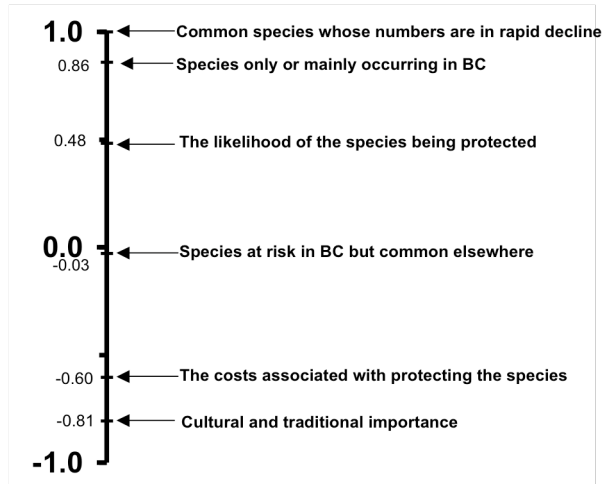 1.0 Common species whose numbers are in rapid decline
0.86 Species only or mainly occurring in BC
0.48 The likelihood of the species being protected
0.0
-0.03 Species at risk in BC but common elsewhere
-0.60 The costs associated with protecting the species
-0.81 Cultural and traditional importance
-1.0